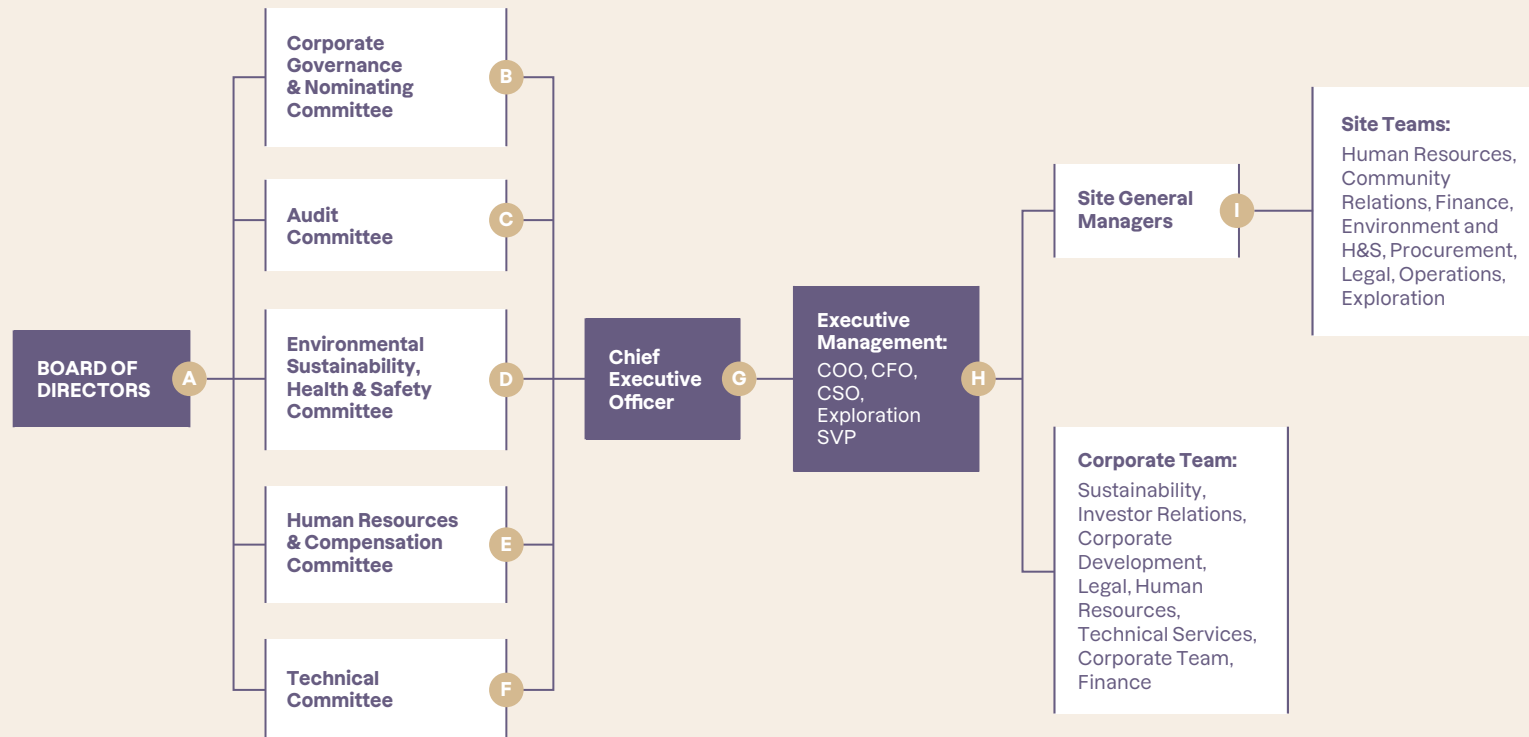 BOARD OF
DIRECTORS
A
Corporate
Governance
& Nominating
Committee
B
Audit
Committee
C
Environmental
Sustainability,
Health & Safety
Committee
D
Human Resources
& Compensation
Committee
E
Technical
Committee
F
Chief
Executive
Officer
G
Executive
Management:
COO, CFO,
CSO,
Exploration
SVP
H
Site General
Managers
I
Site Teams:
Human Resources,
Community
Relations, Finance,
Environment and
H&S, Procurement,
Legal, Operations,
Exploration
Corporate Team:
Sustainability,
Investor Relations,
Corporate
Development,
Legal, Human
Resources,
Technical Services,
Corporate Team,
Finance